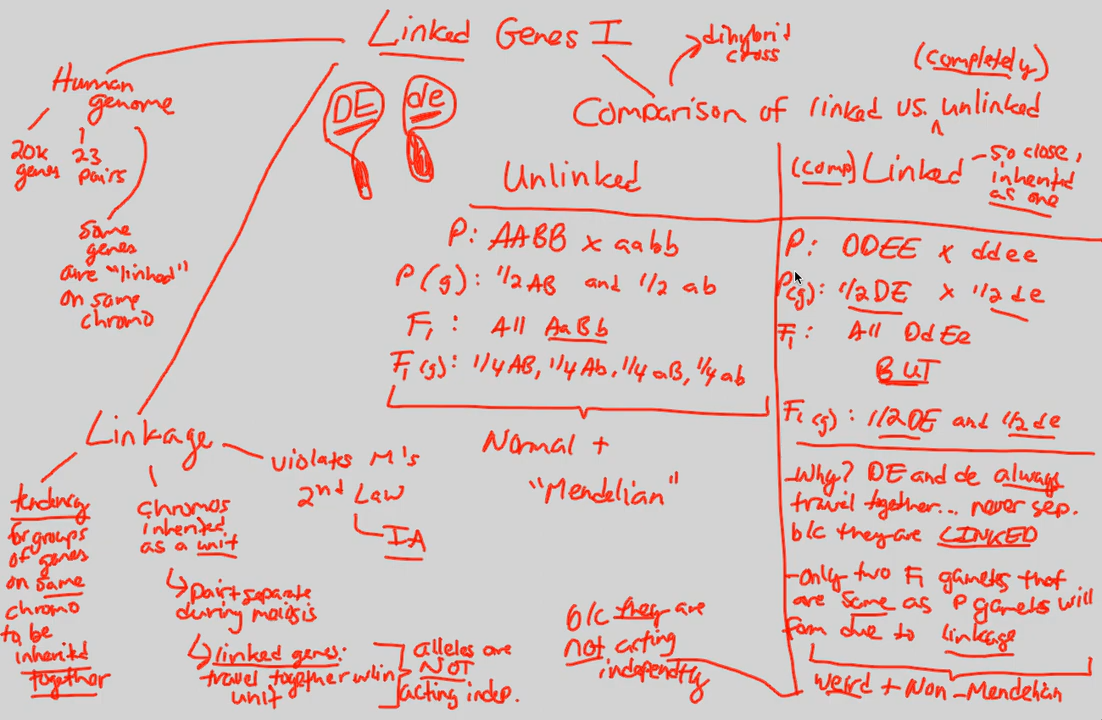 Linked Genes I
dihybrid
cross
(completely)
Comparison of linked vs. ^ unlinked
Human
genome
20k
genes
23
pairs
Some
genes
are "linked"
on same
chromo
DE
de
Unlinked
P: AABB x aabb
P(g): 1/2 AB and 1/2 ab
F1: All AaBb
F1(g): 1/4 AB, 1/4 Ab, 1/4 aB, 1/4 ab
Normal +
"Mendelian"
(comp) Linked - so close,
inherited
as one
P: DDEE x ddee
P(g): 1/2 DE x 1/2 de
F1: All DdEe
BUT
F1(g): 1/2 DE and 1/2 de
-Why? DE and de always
travel together... never sep.
b/c they are LINKED
-only two F1 gametes that
are same as P gametes will
form due to linkage
weird + Non-Mendelian
b/c they are
not acting
independtly
Linkage
tendency
for groups
of genes
on same
chromo
to be
inherited
together
chromos
inherited
as a unit
pairs separate
during meiosis
linked genes:
travel together w/in
unit
alleles are
NOT
acting indep.
violates M's
2nd Law
IA